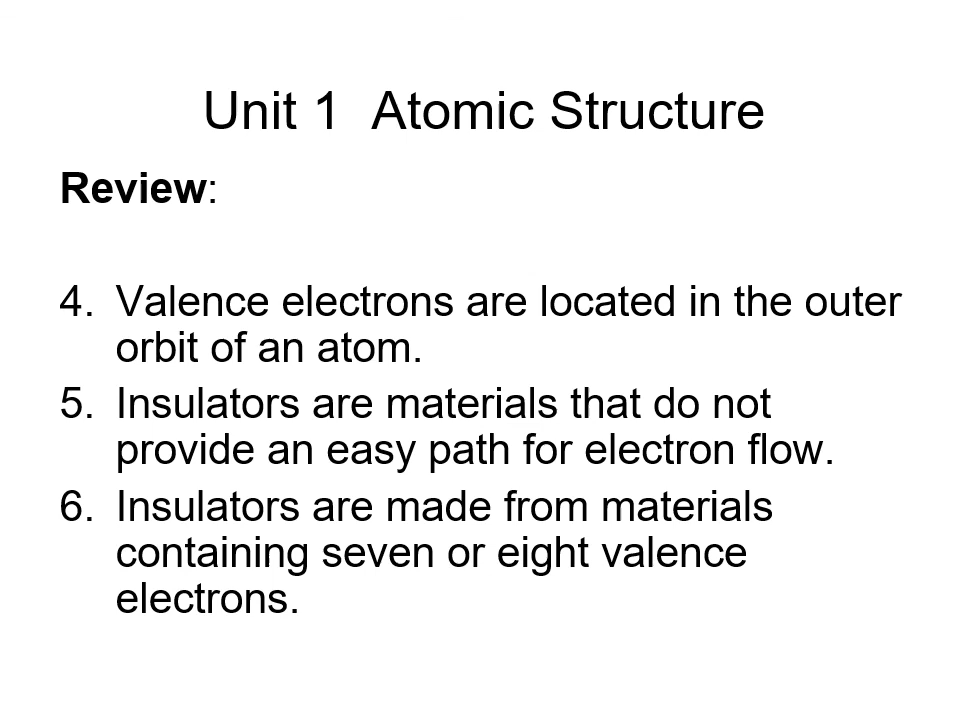 Unit 1  Atomic Structure
Review:
4. Valence electrons are located in the outer
orbit of an atom.
5. Insulators are materials that do not
provide an easy path for electron flow.
6. Insulators are made from materials
containing seven or eight valence
electrons.